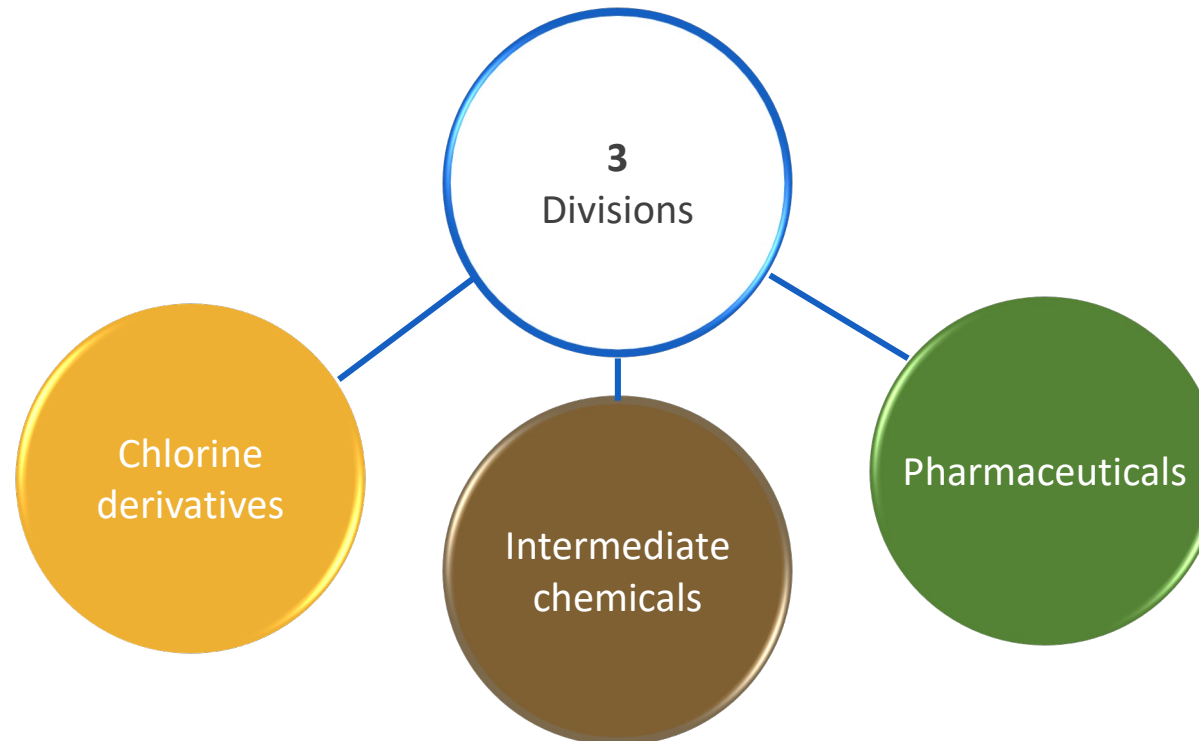 3
Divisions
Chlorine
derivatives
Intermediate
chemicals
Pharmaceuticals